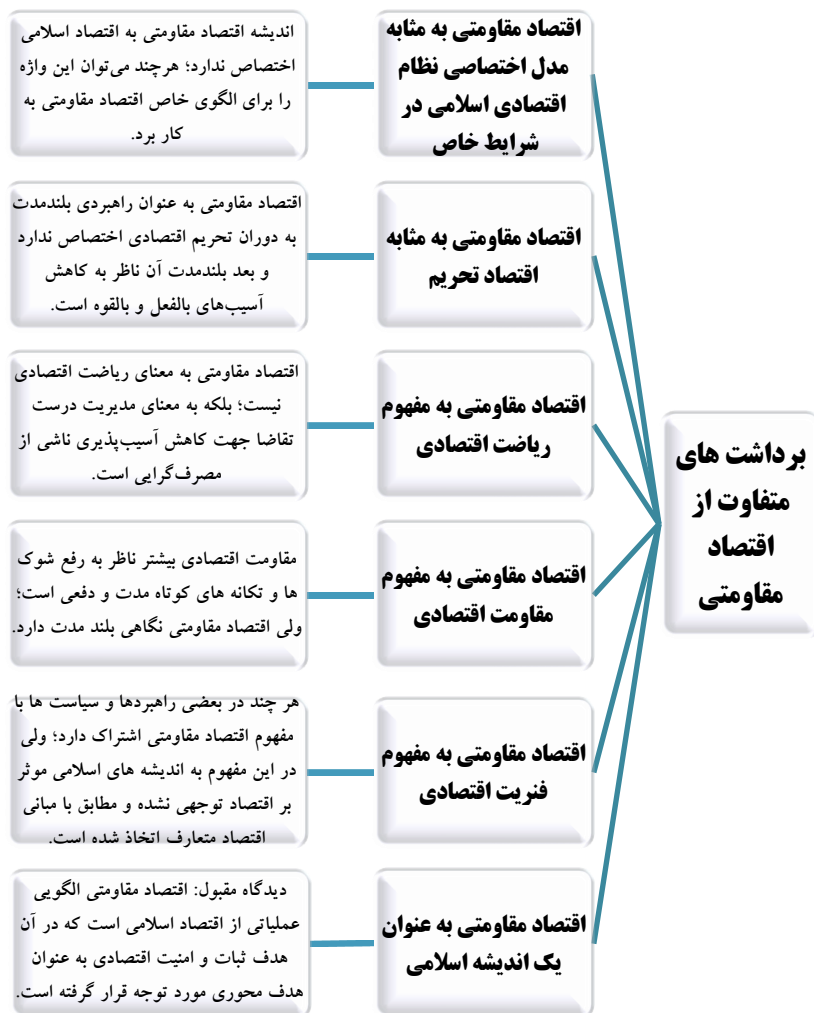 برداشت های
متفاوت از
اقتصاد
مقاومتی
اقتصاد مقاومتی به مثابه
مدل اختصاصی نظام
اقتصادی اسلامی در
شرایط خاص
اندیشه اقتصاد مقاومتی به اقتصاد اسلامی
اختصاص ندارد؛ هرچند می‌توان این واژه
را برای الگوی خاص اقتصاد مقاومتی به
کار برد.
اقتصاد مقاومتی به مثابه
اقتصاد تحریم
اقتصاد مقاومتی به عنوان راهبردی بلندمدت
به دوران تحریم اقتصادی اختصاص ندارد
و بعد بلندمدت آن ناظر به کاهش
آسیب‌های بالفعل و بالقوه است.
اقتصاد مقاومتی به مفهوم
ریاضت اقتصادی
اقتصاد مقاومتی به معنای ریاضت اقتصادی
نیست؛ بلکه به معنای مدیریت درست
تقاضا جهت کاهش آسیب‌پذیری ناشی از
مصرف‌گرایی است.
اقتصاد مقاومتی به مفهوم
مقاومت اقتصادی
مقاومت اقتصادی بیشتر ناظر به رفع شوک
ها و تکانه های کوتاه مدت و دفعی است؛
ولی اقتصاد مقاومتی نگاهی بلند مدت دارد.
اقتصاد مقاومتی به مفهوم
فنریت اقتصادی
هر چند در بعضی راهبردها و سیاست ها با
مفهوم اقتصاد مقاومتی اشتراک دارد؛ ولی
در این مفهوم به اندیشه های اسلامی موثر
بر اقتصاد توجهی نشده و مطابق با مبانی
اقتصاد متعارف اتخاذ شده است.
اقتصاد مقاومتی به عنوان
یک اندیشه اسلامی
دیدگاه مقبول: اقتصاد مقاومتی الگویی
عملیاتی از اقتصاد اسلامی است که در آن
هدف ثبات و امنیت اقتصادی به عنوان
هدف محوری مورد توجه قرار گرفته است.